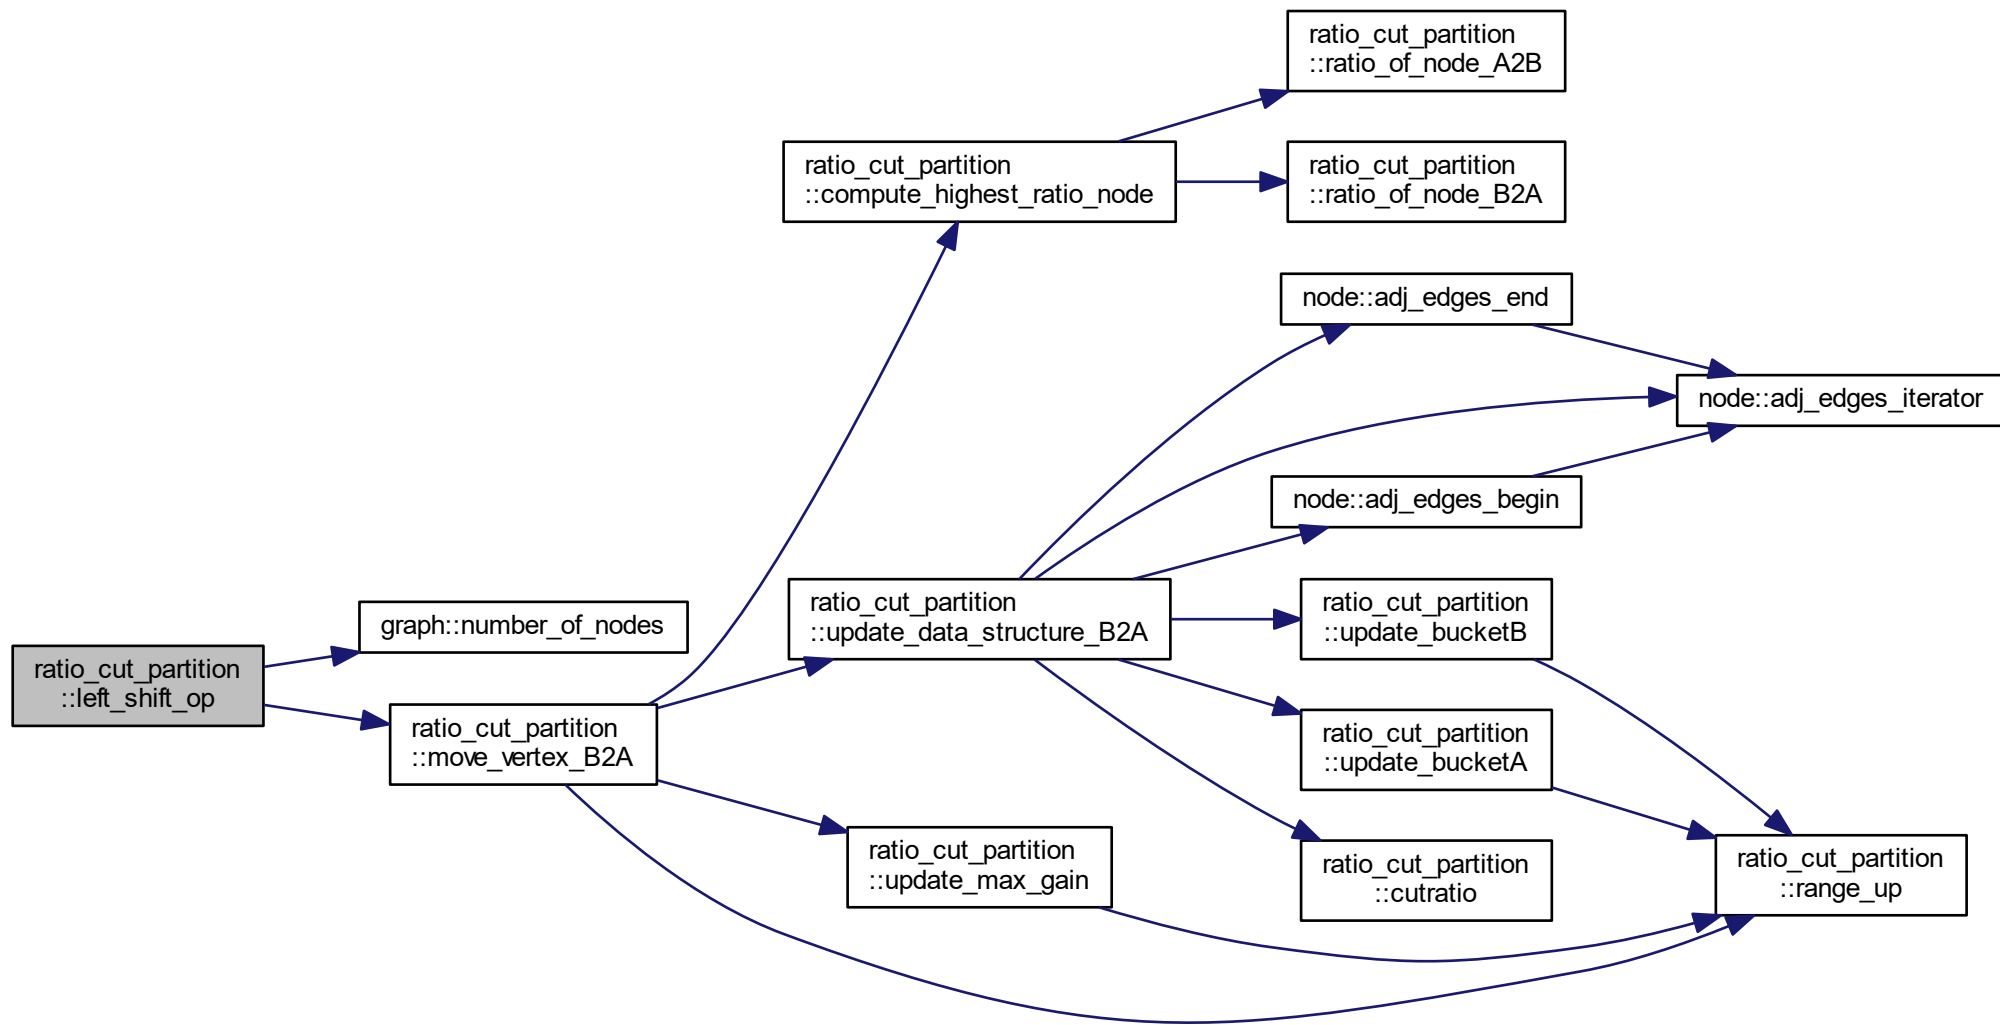 ratio_cut_partition
::left_shift_op
graph::number_of_nodes
ratio_cut_partition
::move_vertex_B2A
ratio_cut_partition
::compute_highest_ratio_node
ratio_cut_partition
::update_data_structure_B2A
ratio_cut_partition
::update_max_gain
ratio_cut_partition
::ratio_of_node_A2B
ratio_cut_partition
::ratio_of_node_B2A
node::adj_edges_end
node::adj_edges_begin
ratio_cut_partition
::update_bucketB
ratio_cut_partition
::update_bucketA
ratio_cut_partition
::cutratio
node::adj_edges_iterator
ratio_cut_partition
::range_up